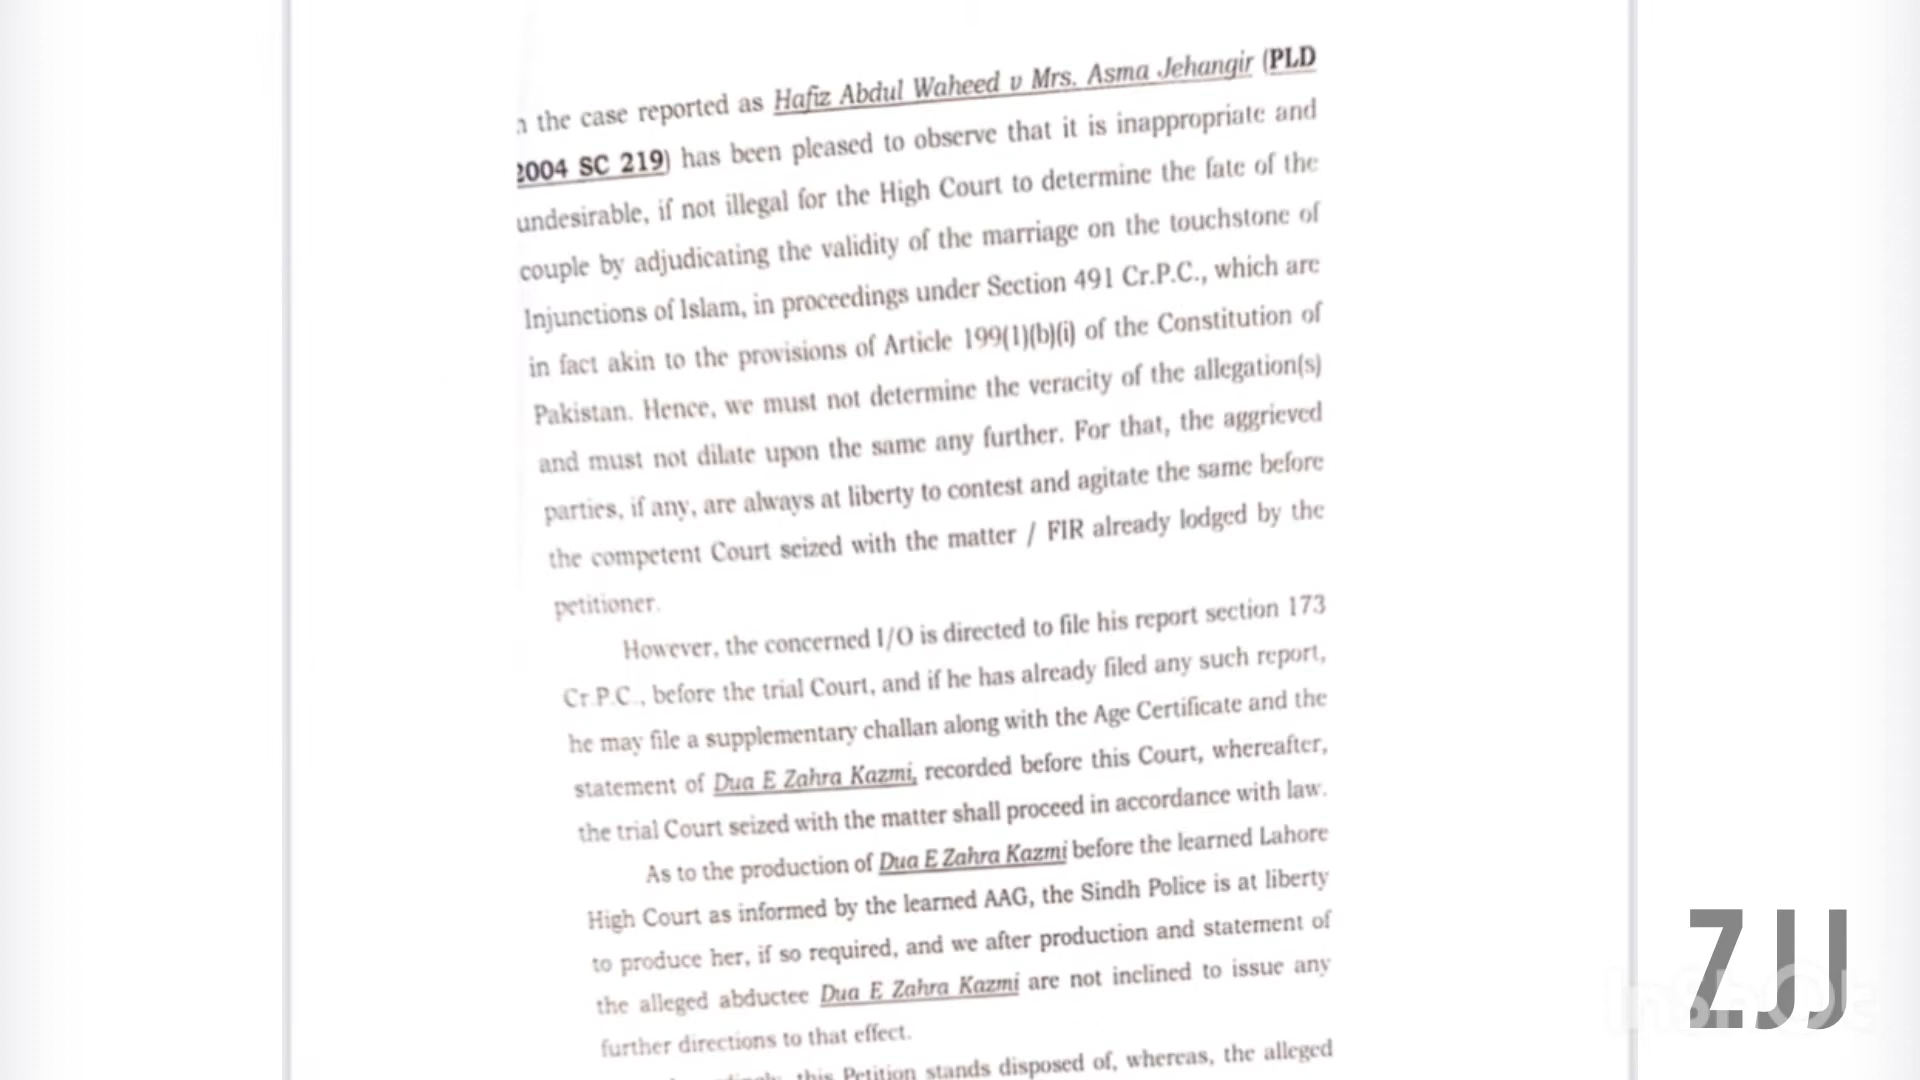 the case reported as Hafiz Abdul Waheed v Mrs. Asma Jehangir (PLD
2004 SC 219) has been pleased to observe that it is inappropriate and
undesirable, if not illegal for the High Court to determine the fate of the
couple by adjudicating the validity of the marriage on the touchstone of
Injunctions of Islam, in proceedings under Section 491 Cr.P.C., which are
in fact akin to the provisions of Article 199(1)(b)(i) of the Constitution of
Pakistan. Hence, we must not determine the veracity of the allegation(s)
and must not dilate upon the same any further. For that, the aggrieved
parties, if any, are always at liberty to contest and agitate the same before
the competent Court seized with the matter / FIR already lodged by the
petitioner.
However, the concerned I/O is directed to file his report section 173
Cr.P.C., before the trial Court, and if he has already filed any such report,
he may file a supplementary challan along with the Age Certificate and the
statement of Dua E Zahra Kazmi, recorded before this Court, whereafter,
the trial Court seized with the matter shall proceed in accordance with law.
As to the production of Dua E Zahra Kazmi before the learned Lahore
High Court as informed by the learned AAG, the Sindh Police is at liberty
to produce her, if so required, and we after production and statement of
the alleged abductee Dua E Zahra Kazmi are not inclined to issue any
further directions to that effect.
this Petition stands disposed of, whereas, the alleged
ZJJ
InShOt